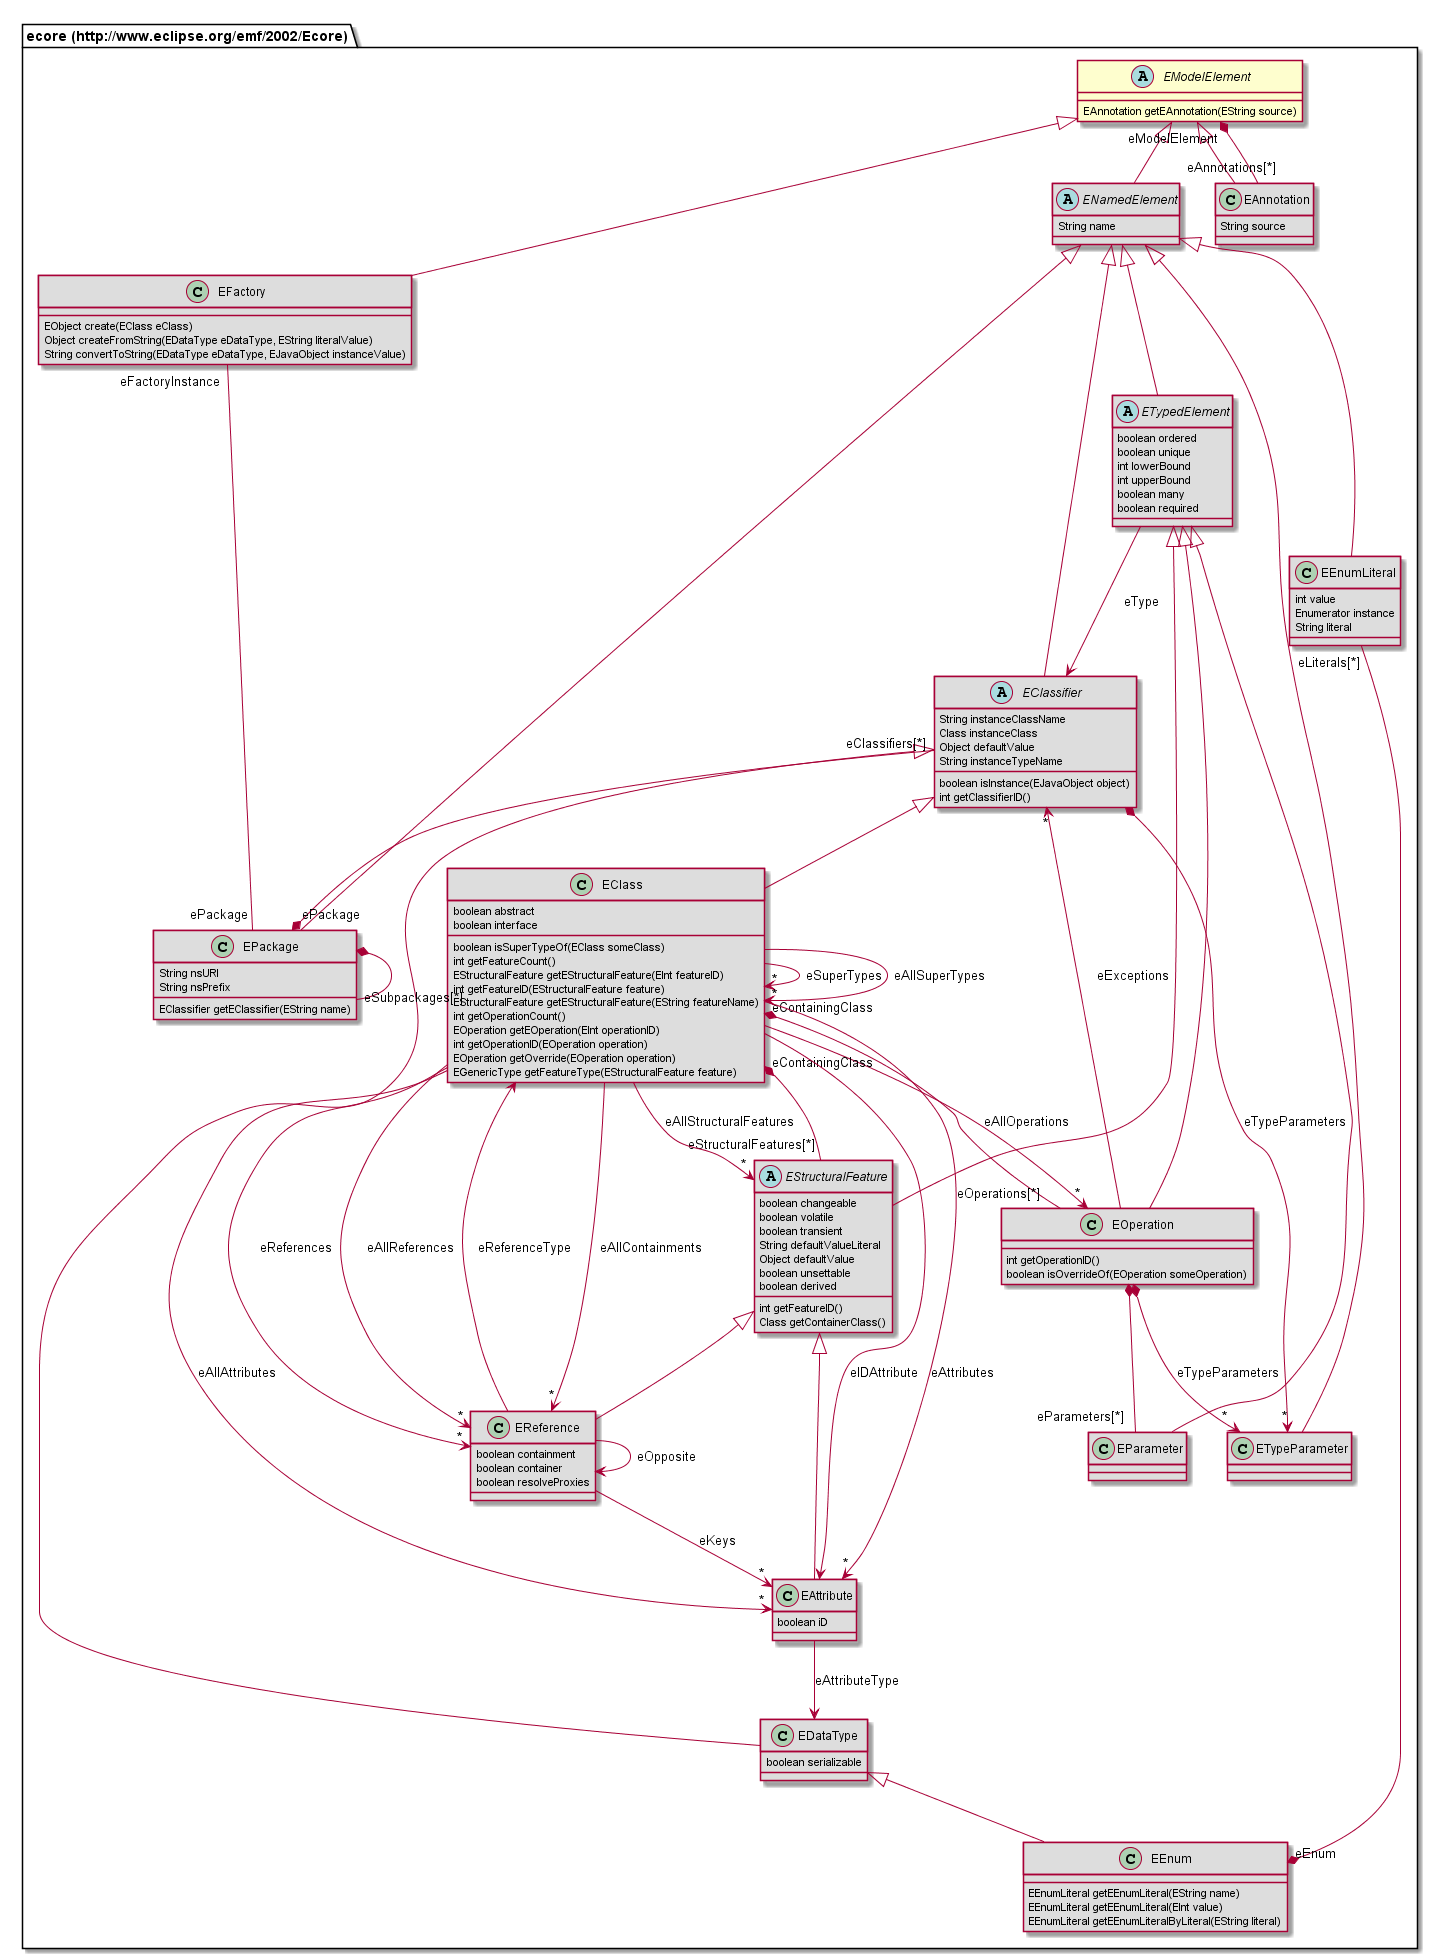 ecore (http://www.eclipse.org/emf/2002/Ecore)
A EModelElement
EAnnotation getEAnnotation(EString source)
eModelElement
eAnnotations[*]
A ENamedElement
String name
C EAnnotation
String source
C EFactory
EObject create(EClass eClass)
Object createFromString(EDataType eDataType, EString literalValue)
String convertToString(EDataType eDataType, EJavaObject instanceValue)
eFactoryInstance
A ETypedElement
boolean ordered
boolean unique
int lowerBound
int upperBound
boolean many
boolean required
C EEnumLiteral
int value
Enumerator instance
String literal
eType
eLiterals[*]
A EClassifier
String instanceClassName
Class instanceClass
Object defaultValue
String instanceTypeName
boolean isInstance(EJavaObject object)
int getClassifierID()
eClassifiers[*]
*
C EClass
boolean abstract
boolean interface
boolean isSuperTypeOf(EClass someClass)
int getFeatureCount()
EStructuralFeature getEStructuralFeature(EInt featureID)
int getFeatureID(EStructuralFeature feature)
EStructuralFeature getEStructuralFeature(EString featureName)
int getOperationCount()
EOperation getEOperation(EInt operationID)
int getOperationID(EOperation operation)
EOperation getOverride(EOperation operation)
EGenericType getFeatureType(EStructuralFeature feature)
ePackage
ePackage
C EPackage
String nsURI
String nsPrefix
EClassifier getEClassifier(EString name)
eSubpackages[*]
*
eSuperTypes
*
eAllSuperTypes
eExceptions
eContainingClass
eContainingClass
eAllStructuralFeatures
eStructuralFeatures[*]
*
eAllOperations
eTypeParameters
eOperations[*]
*
A EStructuralFeature
boolean changeable
boolean volatile
boolean transient
String defaultValueLiteral
Object defaultValue
boolean unsettable
boolean derived
int getFeatureID()
Class getContainerClass()
C EOperation
int getOperationID()
boolean isOverrideOf(EOperation someOperation)
eReferences
eAllReferences
eReferenceType
eAllContainments
eAllAttributes
eIDAttribute
eAttributes
eTypeParameters
*
*
*
eParameters[*]
*
*
C EReference
boolean containment
boolean container
boolean resolveProxies
eOpposite
C EParameter
C ETypeParameter
eKeys
*
*
*
C EAttribute
boolean iD
eAttributeType
C EDataType
boolean serializable
C EEnum
EEnumLiteral getEEnumLiteral(EString name)
EEnumLiteral getEEnumLiteral(EInt value)
EEnumLiteral getEEnumLiteralByLiteral(EString literal)
eEnum